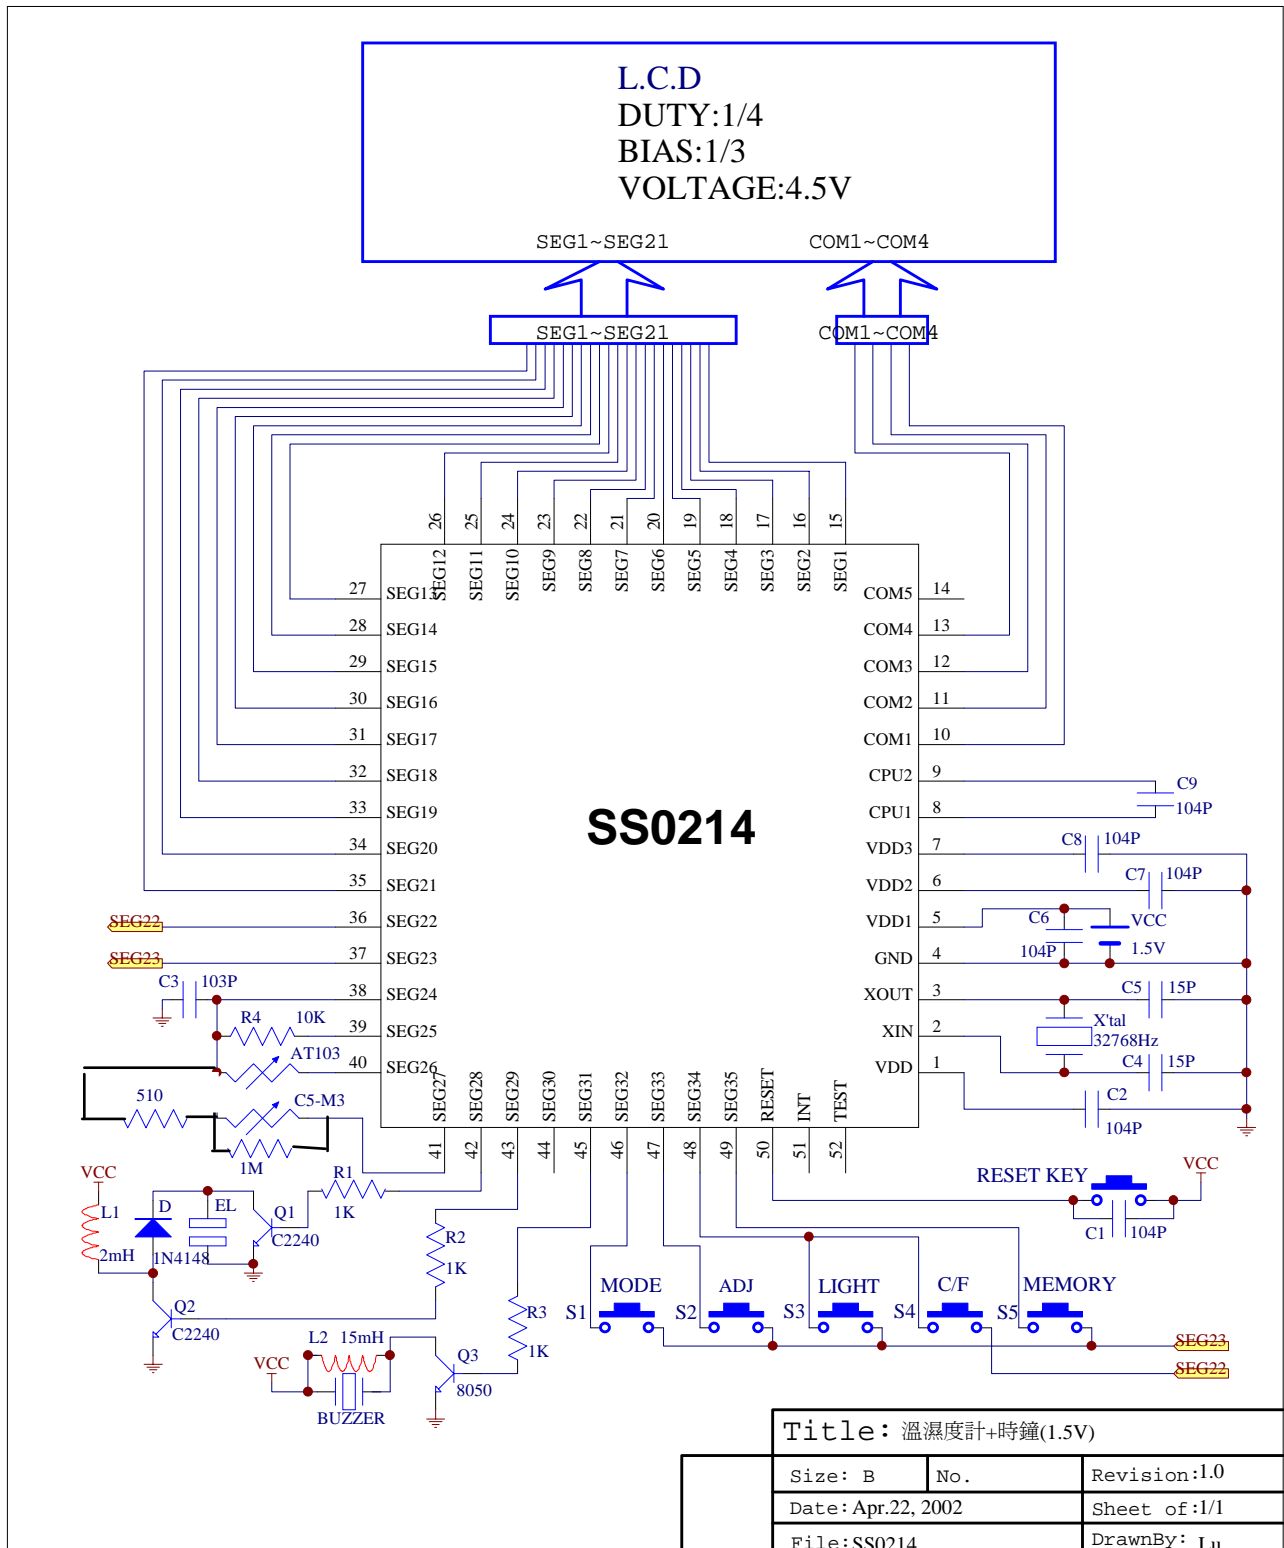 L.C.D
DUTY:1/4
BIAS:1/3
VOLTAGE:4.5V
SEG1~SEG21 COM1~COM4
SEG1~SEG21 COM1~COM4
26 25 24 23 22 21 20 19 18 17 16 15
SEG12 SEG11 SEG10 SEG9 SEG8 SEG7 SEG6 SEG5 SEG4 SEG3 SEG2 SEG1
27 SEG13
28 SEG14
29 SEG15
30 SEG16
31 SEG17
32 SEG18
33 SEG19
34 SEG20
35 SEG21
36 SEG22
37 SEG23
38 SEG24
39 SEG25
40 SEG26
SS0214
COM5 14
COM4 13
COM3 12
COM2 11
COM1 10
CPU2 9
CPU1 8
VDD3 7
VDD2 6
VDD1 5
GND 4
XOUT 3
XIN 2
VDD 1
SEG27 SEG28 SEG29 SEG30 SEG31 SEG32 SEG33 SEG34 SEG35 RESET INT TEST
41 42 43 44 45 46 47 48 49 50 51 52
C9
104P
C8 104P
C7 104P
C6
104P
VCC
1.5V
C5 15P
X'tal
32768Hz
C4 15P
C2
104P
SEG22
SEG23
C3 103P
R4 10K
AT103
510
C5-M3
1M
VCC
L1
2mH
D
1N4148
EL
Q1
C2240
R1
1K
R2
1K
Q2
C2240
R3
1K
L2 15mH
VCC
BUZZER
Q3
8050
RESET KEY
VCC
C1 104P
MODE ADJ LIGHT C/F MEMORY
S1 S2 S3 S4 S5
SEG23
SEG22
Title: 溫濕度計+時鐘(1.5V)
Size: B No. Revision:1.0
Date: Apr.22, 2002 Sheet of:1/1
File:SS0214 DrawnBy: Lu